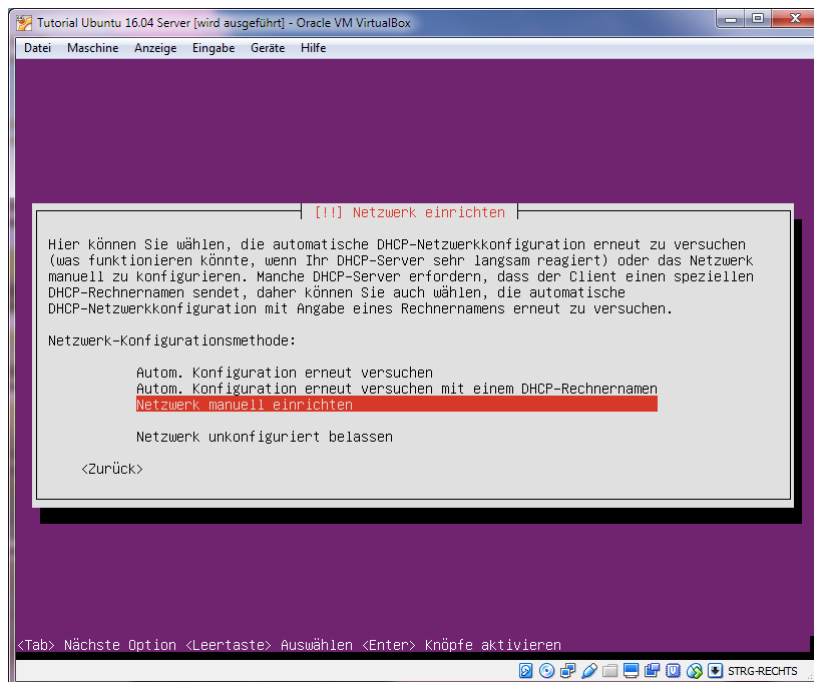 Tutorial Ubuntu 16.04 Server [wird ausgeführt] - Oracle VM VirtualBox
Datei Maschine Anzeige Eingabe Geräte Hilfe
[!!] Netzwerk einrichten
Hier können Sie wählen, die automatische DHCP-Netzwerkkonfiguration erneut zu versuchen
(was funktionieren könnte, wenn Ihr DHCP-Server sehr langsam reagiert) oder das Netzwerk
manuell zu konfigurieren. Manche DHCP-Server erfordern, dass der Client einen speziellen
DHCP-Rechnernamen sendet, daher können Sie auch wählen, die automatische
DHCP-Netzwerkkonfiguration mit Angabe eines Rechnernamens erneut zu versuchen.
Netzwerk-Konfigurationsmethode:
Autom. Konfiguration erneut versuchen
Autom. Konfiguration erneut versuchen mit einem DHCP-Rechnernamen
Netzwerk manuell einrichten
Netzwerk unkonfiguriert belassen
<Zurück>
<Tab> Nächste Option <Leertaste> Auswählen <Enter> Knöpfe aktivieren
STRG-RECHTS